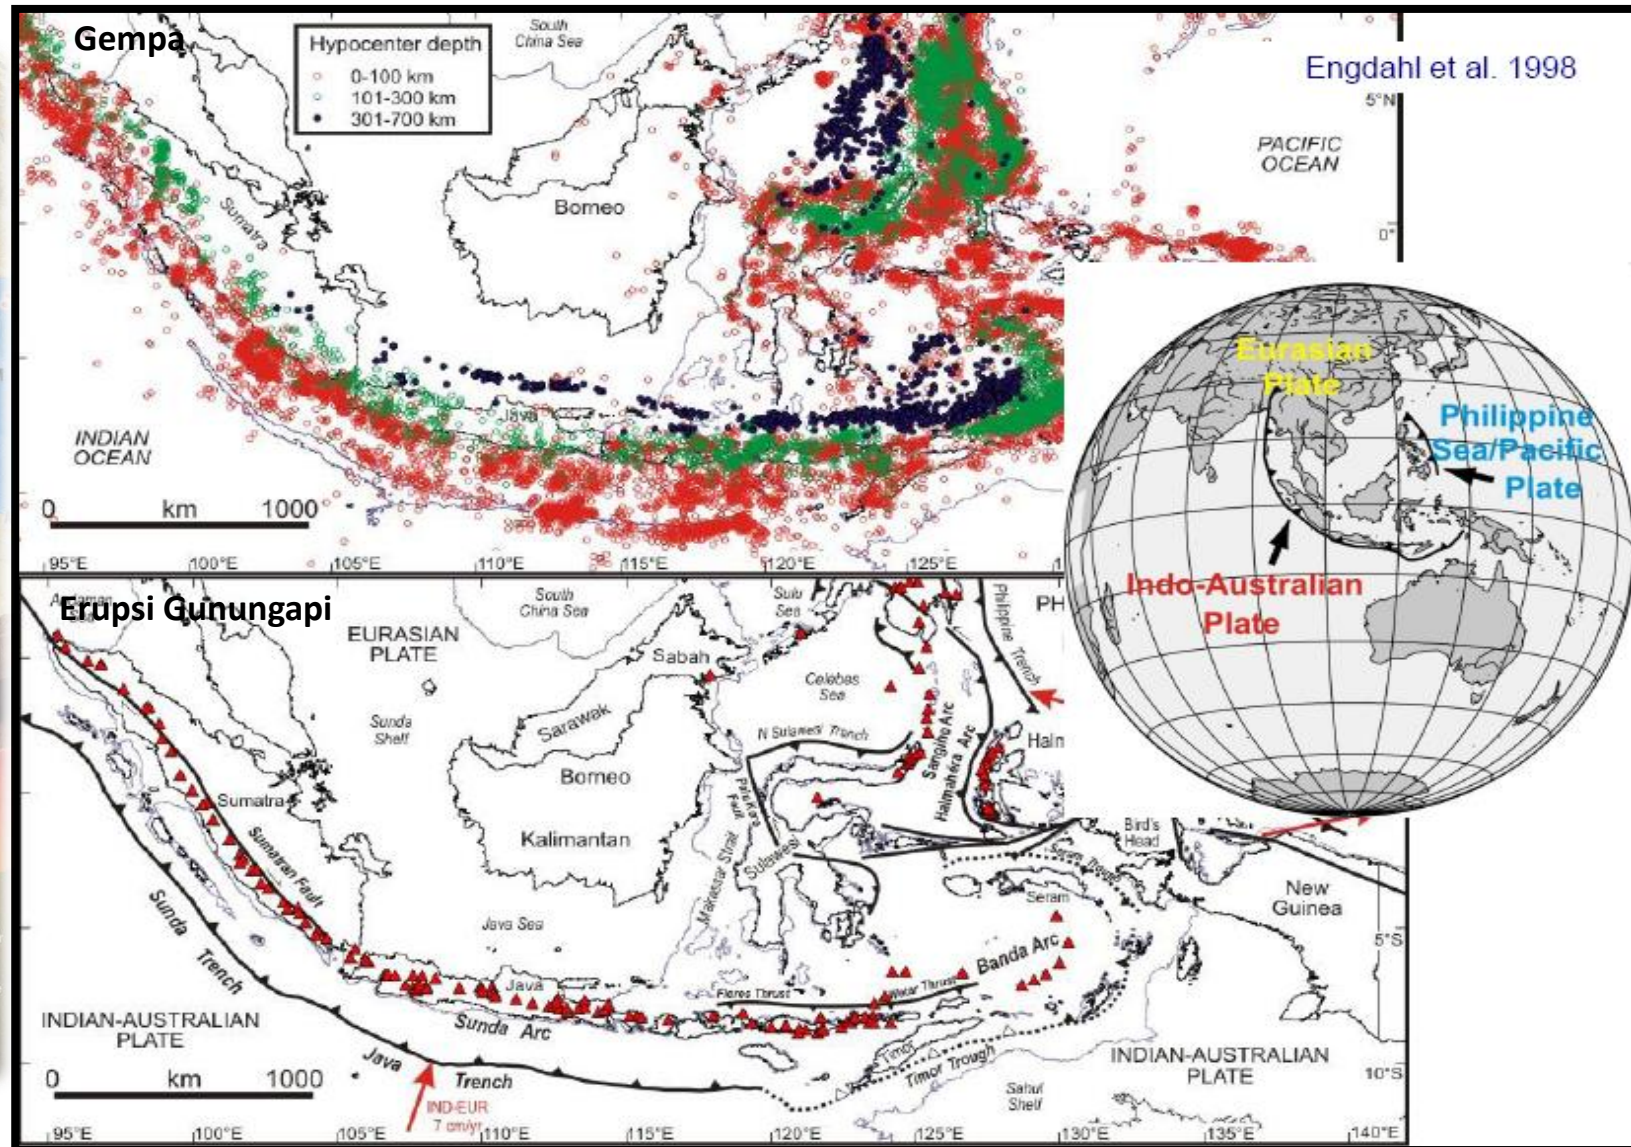 Gempa
Hypocenter depth
0-100 km
101-300 km
301-700 km
South
China Sea
Engdahl et al. 1998
5°N
PACIFIC
OCEAN
Borneo
Sumatra
0°
Java
INDIAN
OCEAN
0 km 1000
95°E 100°E 105°E 110°E 115°E 120°E 125°E
Eurasian
Plate
Philippine
Sea/Pacific
Plate
Indo-Australian
Plate
Erupsi Gunungapi
South
China Sea
Sulu
Sea
Philippine Trench
PH
EURASIAN
PLATE
Sabah
Celebes
Sea
Sunda
Shelf
Sarawak
N Sulawesi Trench
Sangihe Arc
Halmahera Arc
Halm
Borneo
Sumatra
Kalimantan
Fault
Makassar Strait
Sulawesi
Bird's
Head
Seram Trough
Seram
New
Guinea
Sumatran Fault
Sunda
Trench
Java Sea
5°S
Banda Arc
Flores Thrust
Wetar Thrust
Java
INDIAN-AUSTRALIAN
PLATE
Sunda Arc
Timor
Timor Trough
INDIAN-AUSTRALIAN
PLATE
Java
Trench
10°S
0 km 1000
IND-EUR
7 cm/yr
Sahul
Shelf
95°E 100°E 105°E 110°E 115°E 120°E 125°E 130°E 135°E 140°E